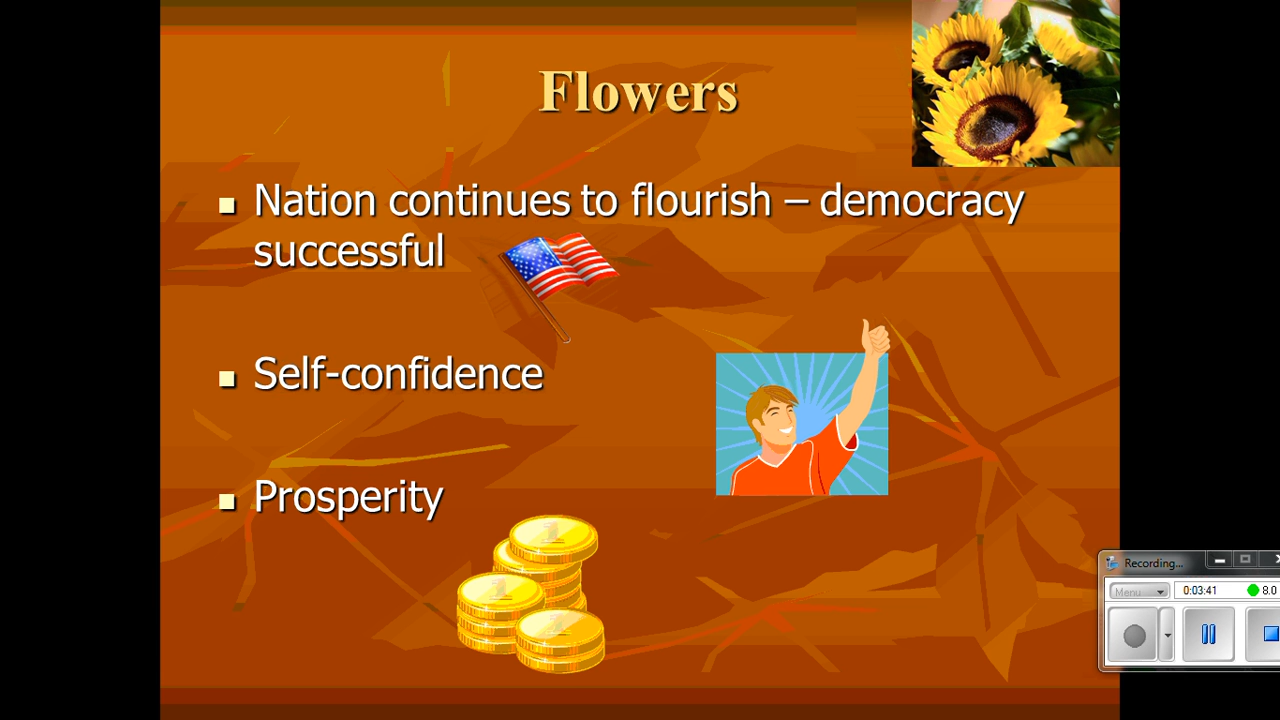 Flowers
Nation continues to flourish – democracy
successful
Self-confidence
Prosperity
Recording...
Menu
0:03:41
8.0